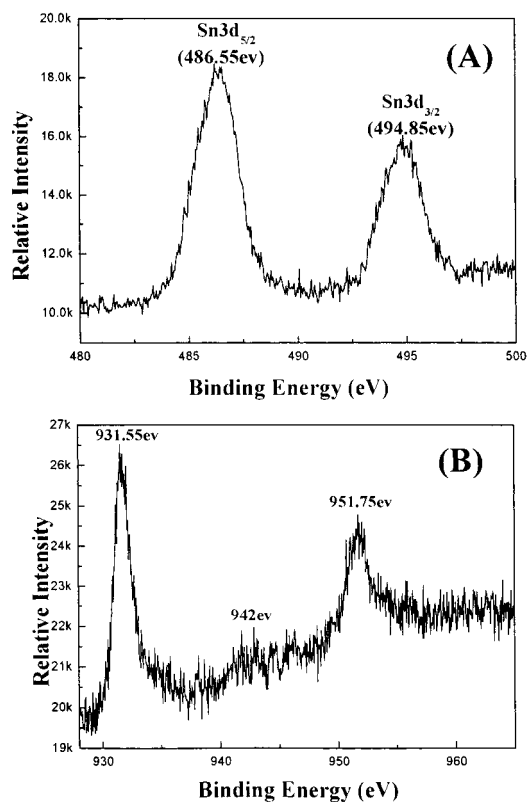 20.0k
18.0k
16.0k
14.0k
12.0k
10.0k
Relative Intensity
Sn3d5/2
(486.55ev)
(A)
Sn3d3/2
(494.85ev)
480 485 490 495 500
Binding Energy (eV)
27k
26k
25k
24k
23k
22k
21k
20k
19k
Relative Intensity
931.55ev
(B)
951.75ev
942ev
930 940 950 960
Binding Energy (eV)